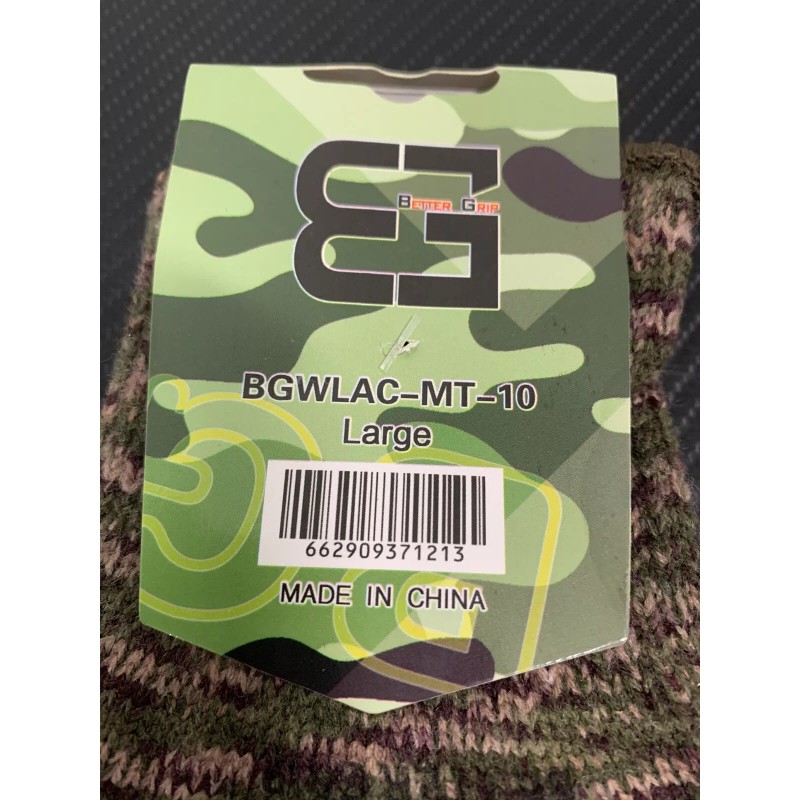 BETTER GRIP
BGWLAC-MT-10
Large
662909371213
MADE IN CHINA